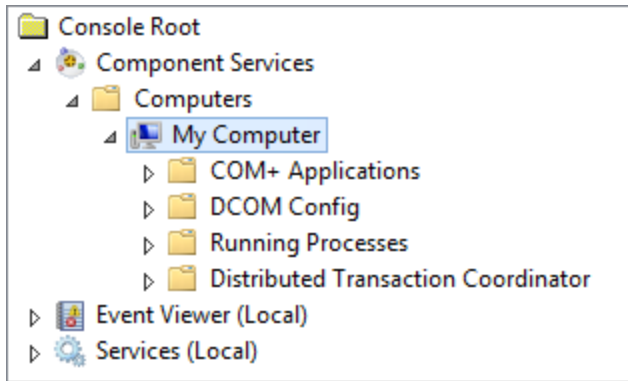 Console Root
Component Services
Computers
My Computer
COM+ Applications
DCOM Config
Running Processes
Distributed Transaction Coordinator
Event Viewer (Local)
Services (Local)